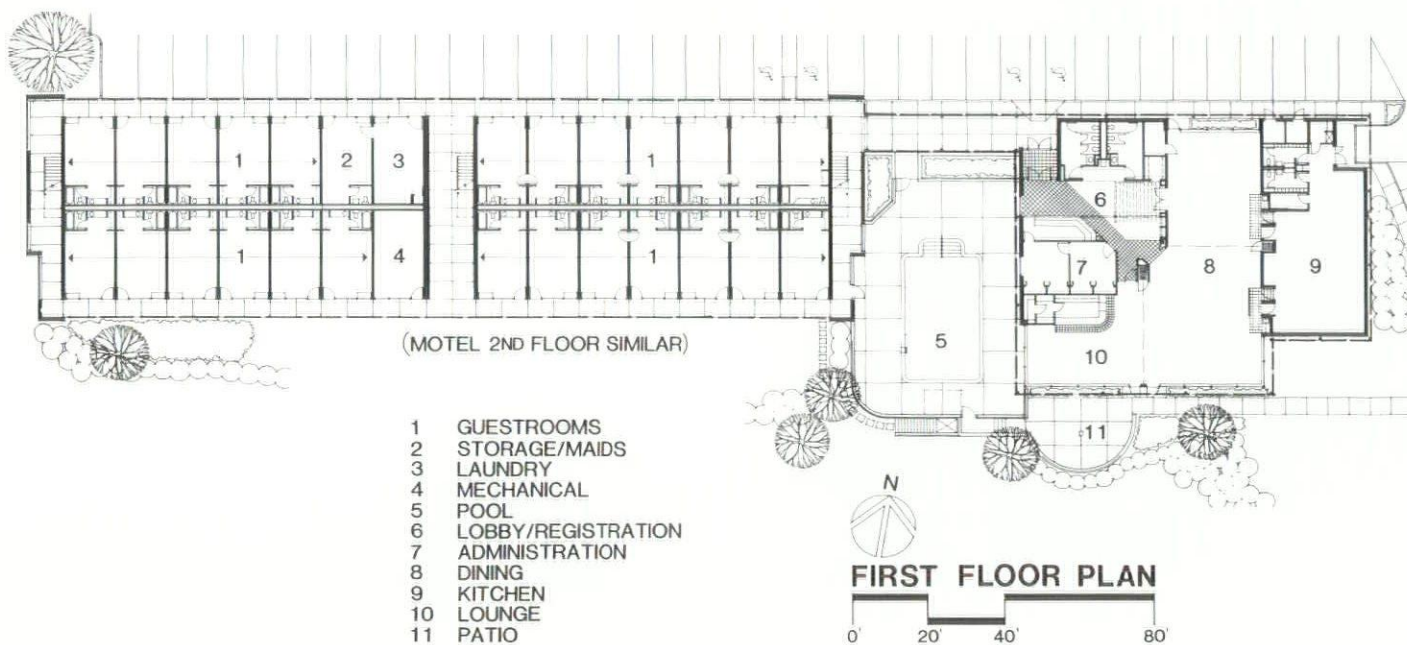 1 2 3 1 6
1 4 1 7 8 9
5 10
(MOTEL 2ND FLOOR SIMILAR)
11
1 GUESTROOMS
2 STORAGE/MAIDS
3 LAUNDRY
4 MECHANICAL
5 POOL
6 LOBBY/REGISTRATION
7 ADMINISTRATION
8 DINING
9 KITCHEN
10 LOUNGE
11 PATIO
N
FIRST FLOOR PLAN
0' 20' 40' 80'